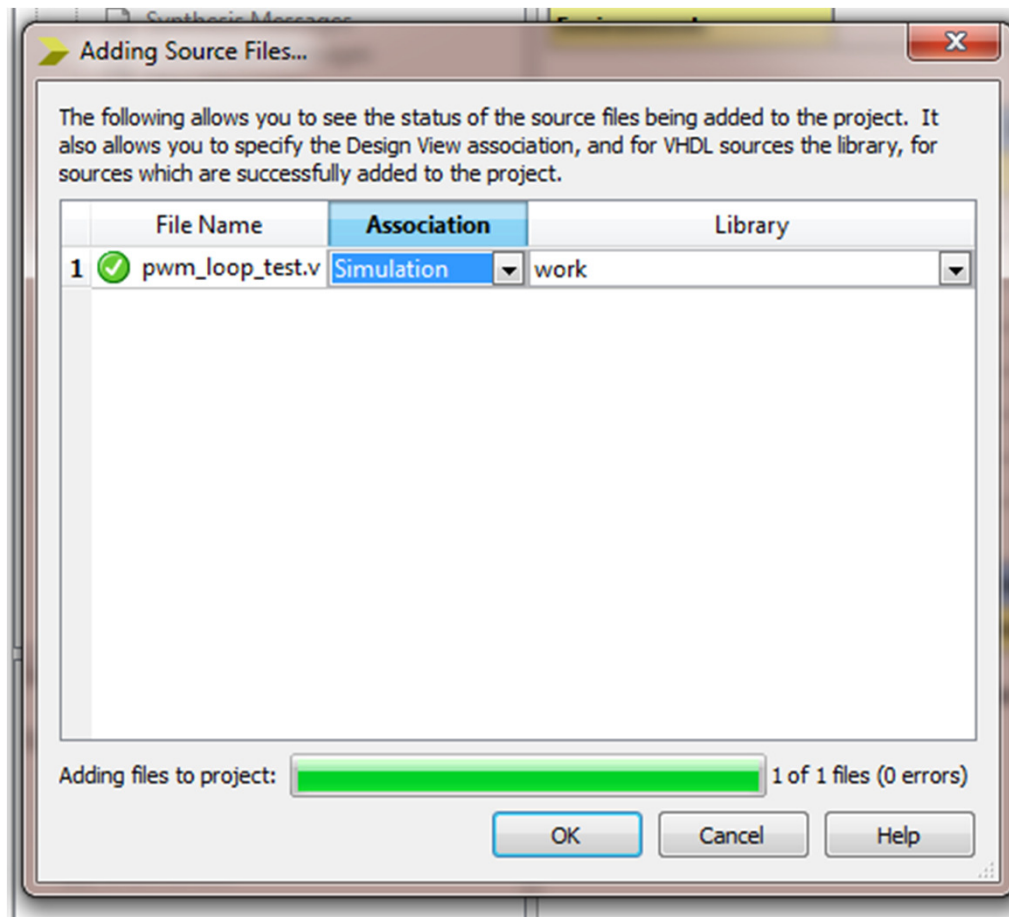 Adding Source Files...
The following allows you to see the status of the source files being added to the project. It
also allows you to specify the Design View association, and for VHDL sources the library, for
sources which are successfully added to the project.
File Name Association Library
1 pwm_loop_test.v Simulation work
Adding files to project: 1 of 1 files (0 errors)
OK Cancel Help